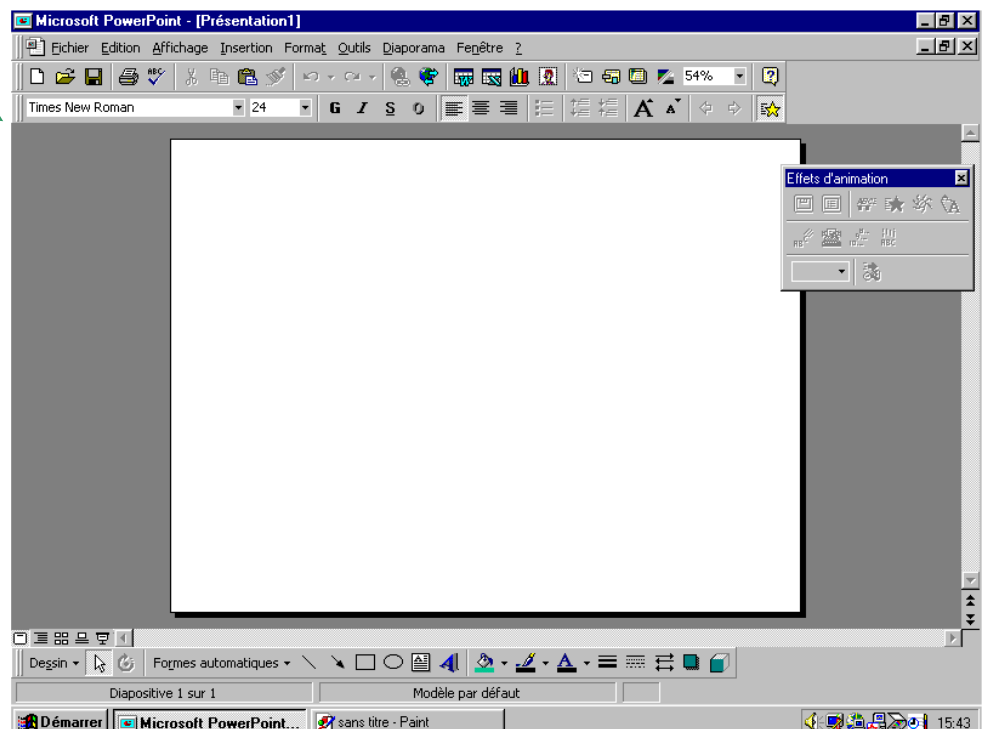 Microsoft PowerPoint - [Présentation1]
Fichier Edition Affichage Insertion Format Outils Diaporama Fenêtre ?
54%
Times New Roman 24 G I S
Effets d'animation
Dessin Formes automatiques
Diapositive 1 sur 1 Modèle par défaut
Démarrer Microsoft PowerPoint... sans titre - Paint 15:43